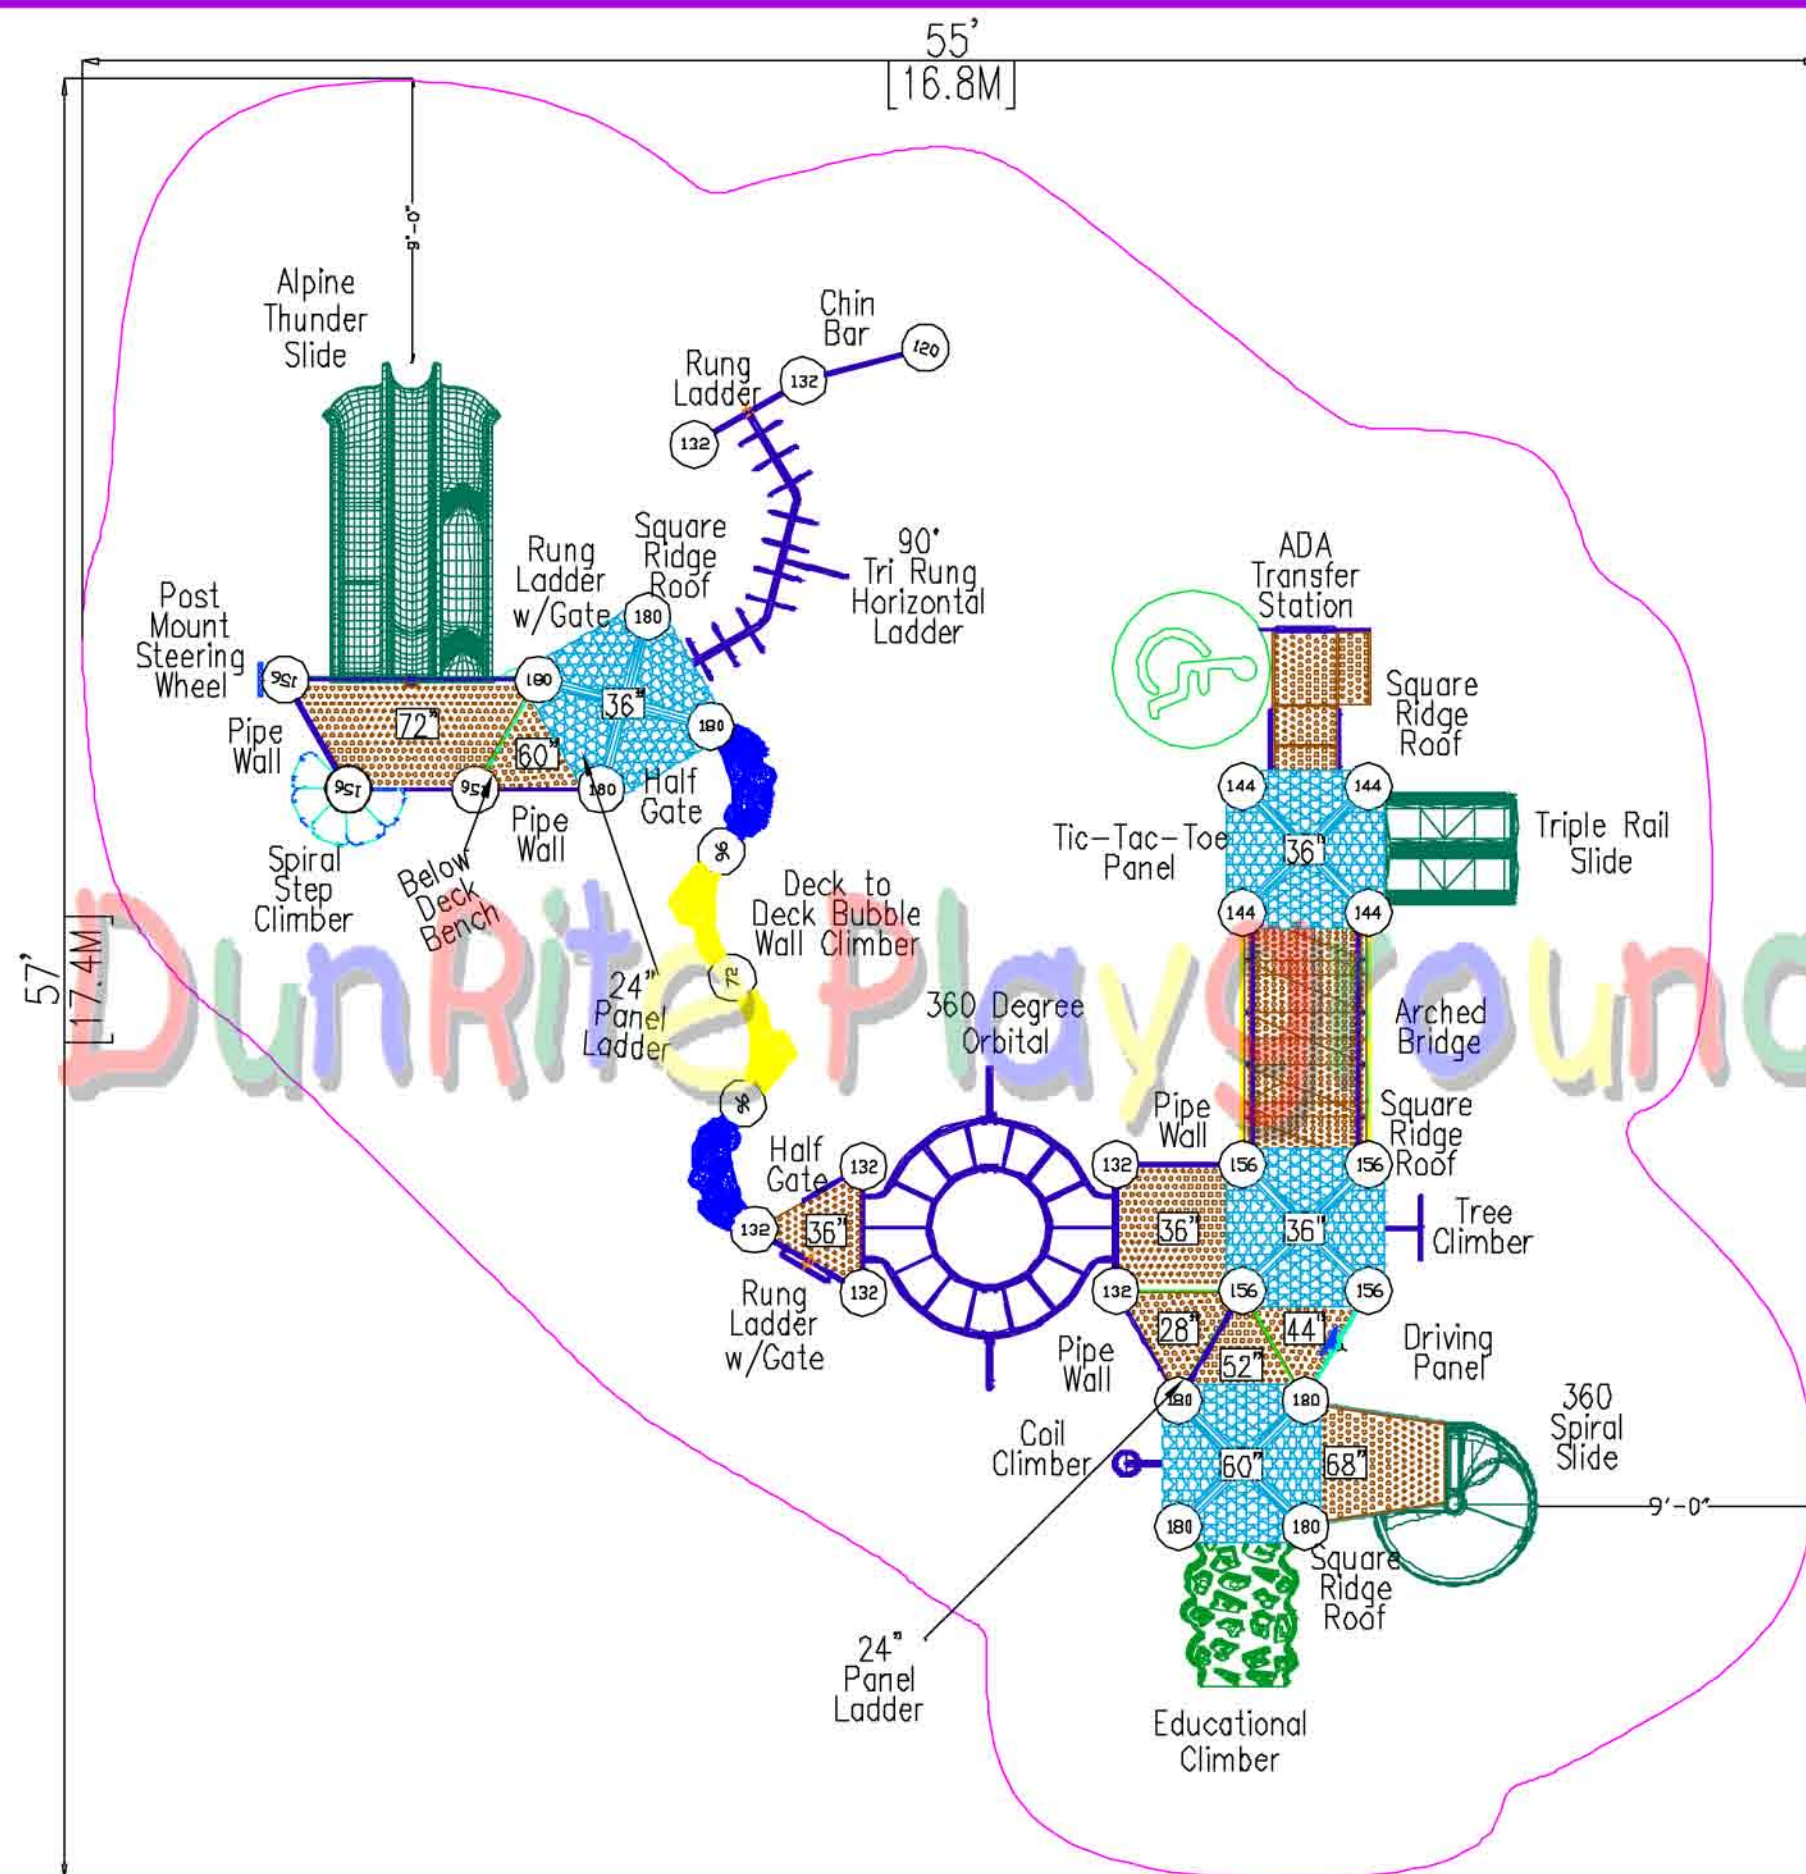 55'
[16.8M]
9'-0"
Alpine
Thunder
Slide
Chin
Bar
120
132
Rung
Ladder
132
Square
Ridge
Roof
Rung
Ladder
w/Gate
90°
Tri Rung
Horizontal
Ladder
ADA
Transfer
Station
Post
Mount
Steering
Wheel
180
156
180
72"
36"
60"
180
Square
Ridge
Roof
Pipe
Wall
156
156
180
Half
Gate
144
144
Pipe
Wall
Spiral
Step
Climber
Below
Deck
Bench
96
Tic-Tac-Toe
Panel
36"
Triple Rail
Slide
Deck to
Deck Bubble
Wall Climber
144
144
57'
[17.4M]
DunRite Playground
24"
Panel
Ladder
72
360 Degree
Orbital
Arched
Bridge
96
Pipe
Wall
Square
Ridge
Roof
Half
Gate
132
132
156
156
132
36"
36"
36"
Tree
Climber
132
132
156
156
Rung
Ladder
w/Gate
28"
44"
52"
Pipe
Wall
Driving
Panel
180
180
360
Spiral
Slide
Coil
Climber
60"
68"
9'-0"
180
180
Square
Ridge
Roof
24"
Panel
Ladder
Educational
Climber